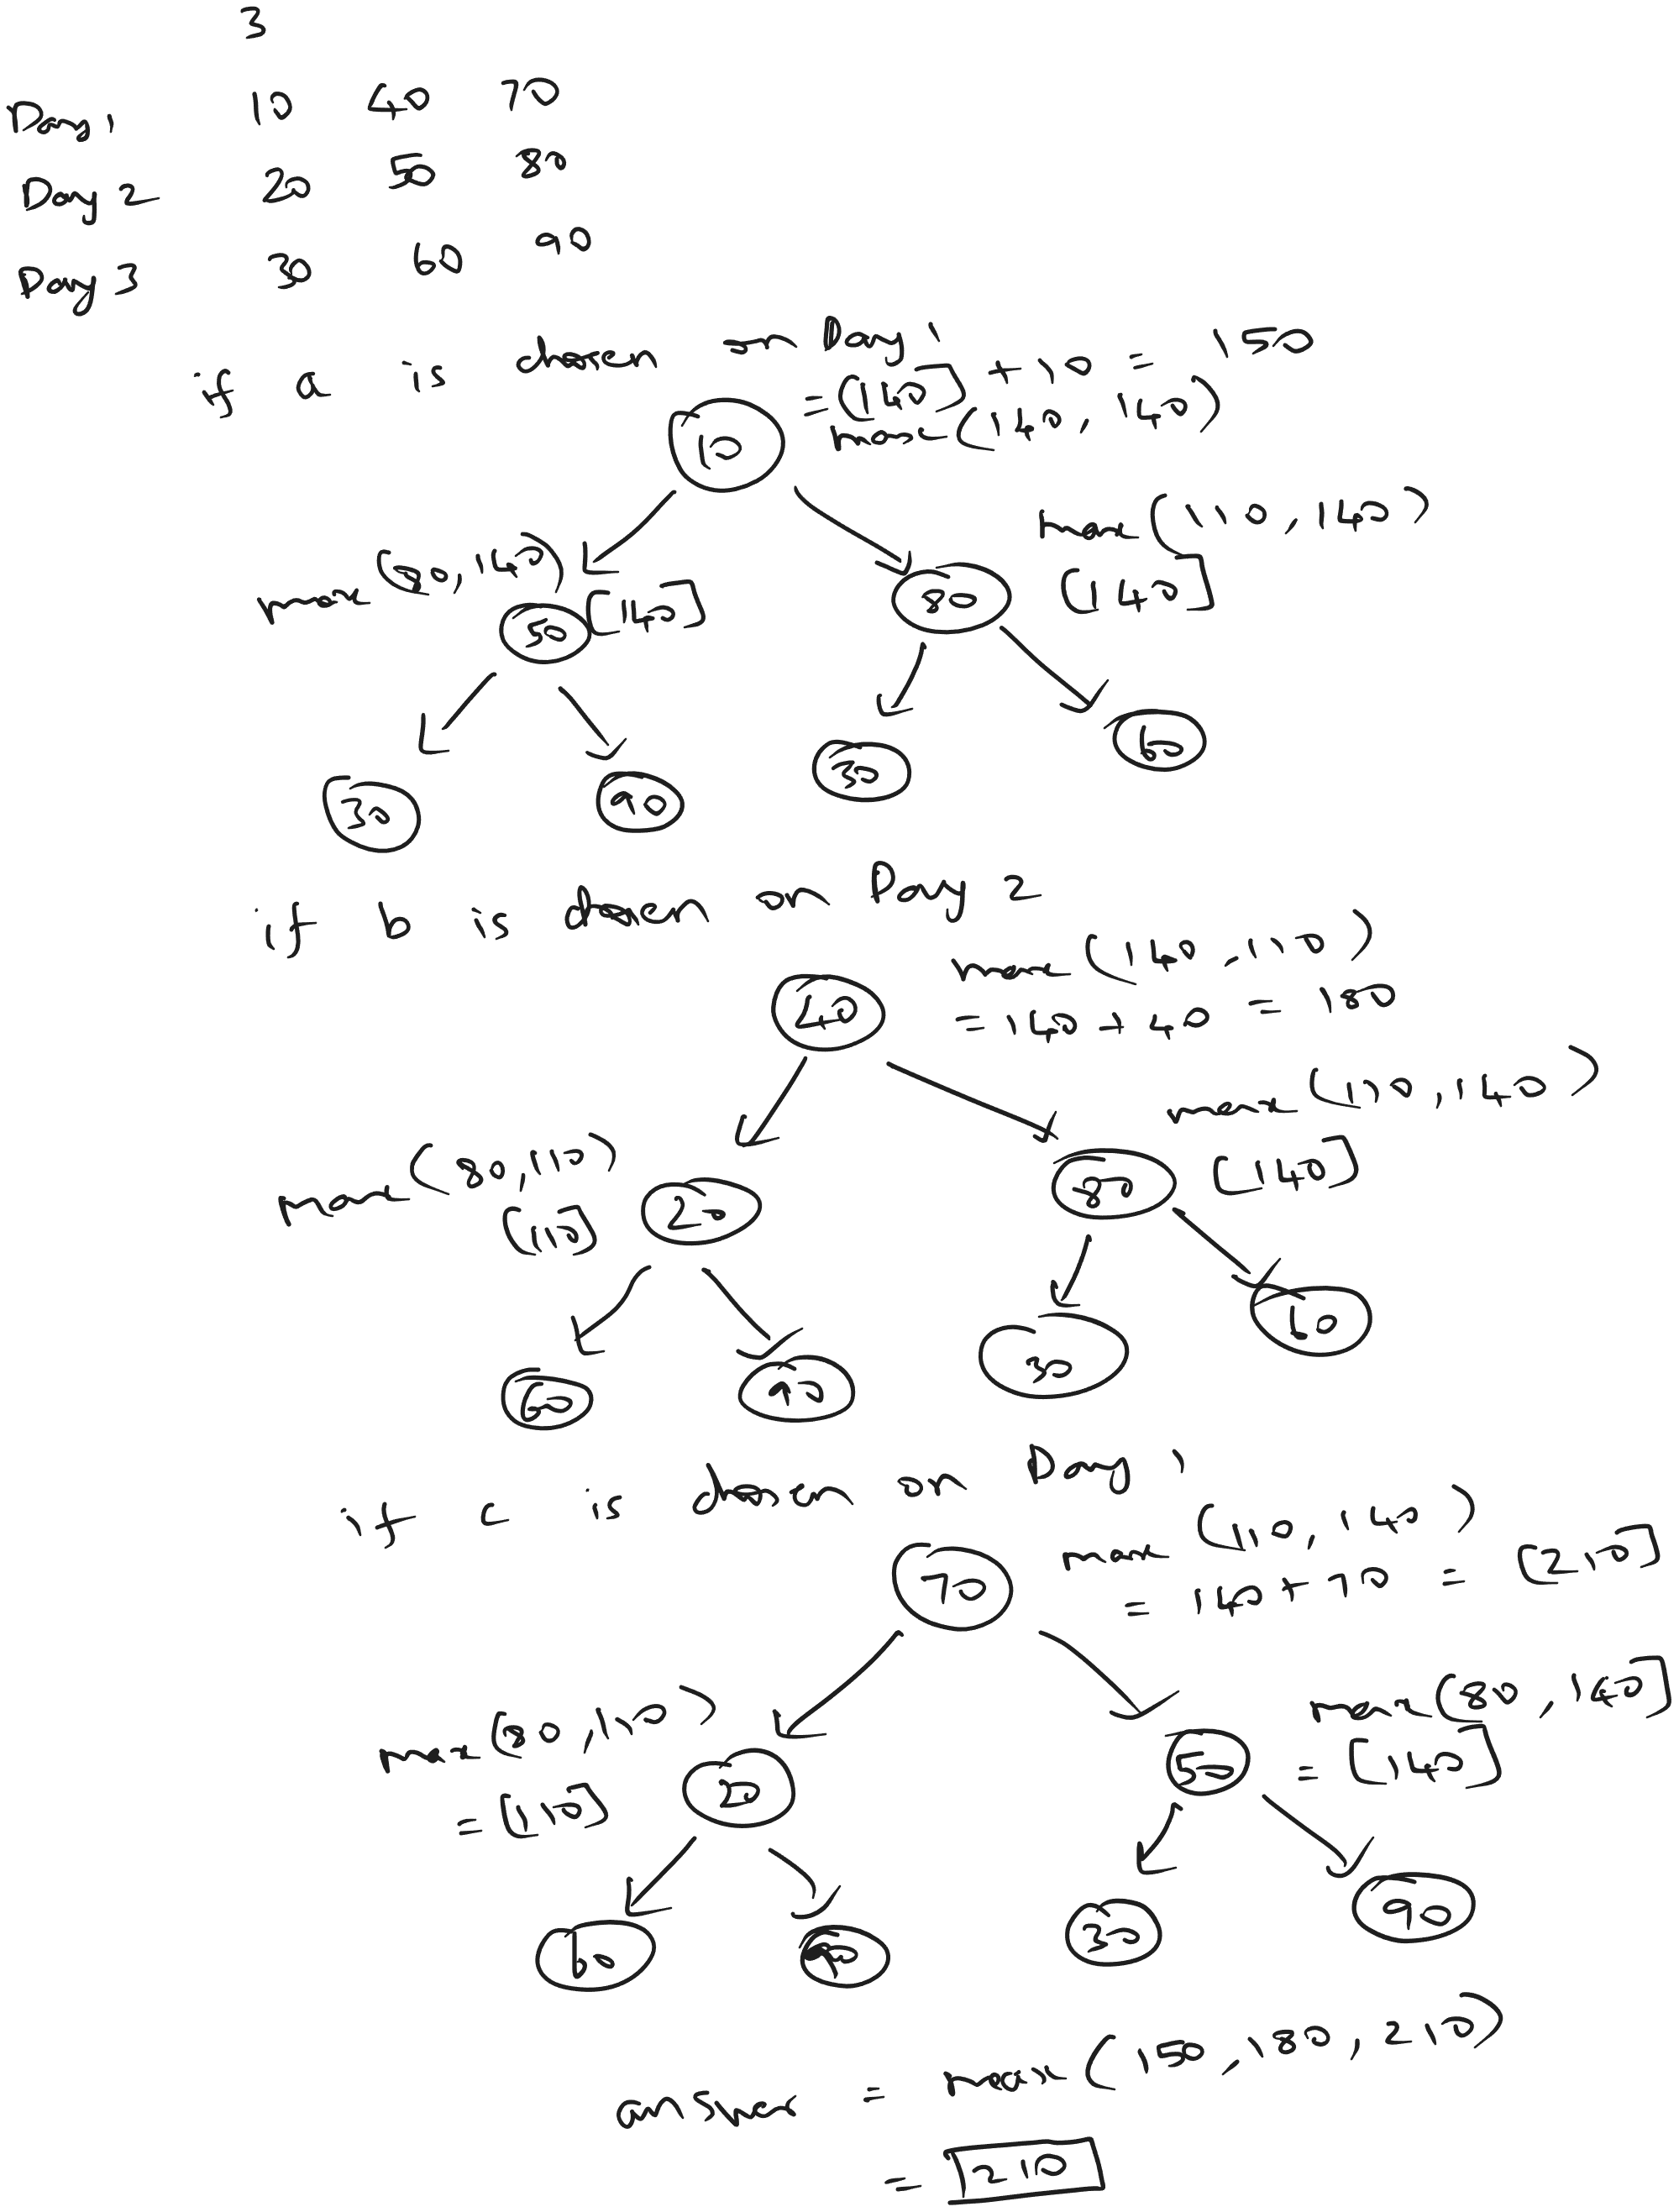 3
Day 1 10 40 70
Day 2 20 50 80
Day 3 30 60 90
if a is chosen on Day 1
= [140] + 10 = 150
max (140, 140)
10
max (80, 140)
[140]
max (110, 140)
[140]
50
80
30
90
30
60
if b is chosen on Day 2
40
max (140, 110)
= 140 + 40 = 180
max (80, 110)
[110]
20
max (110, 140)
80
[140]
60
90
30
60
if c is chosen on Day 1
70
max (110, 140)
= 140 + 70 = [210]
max (80, 110)
= [110]
20
max (80, 140]
50
= [140]
60
90
30
90
answer = max (150, 180, 210)
= 210